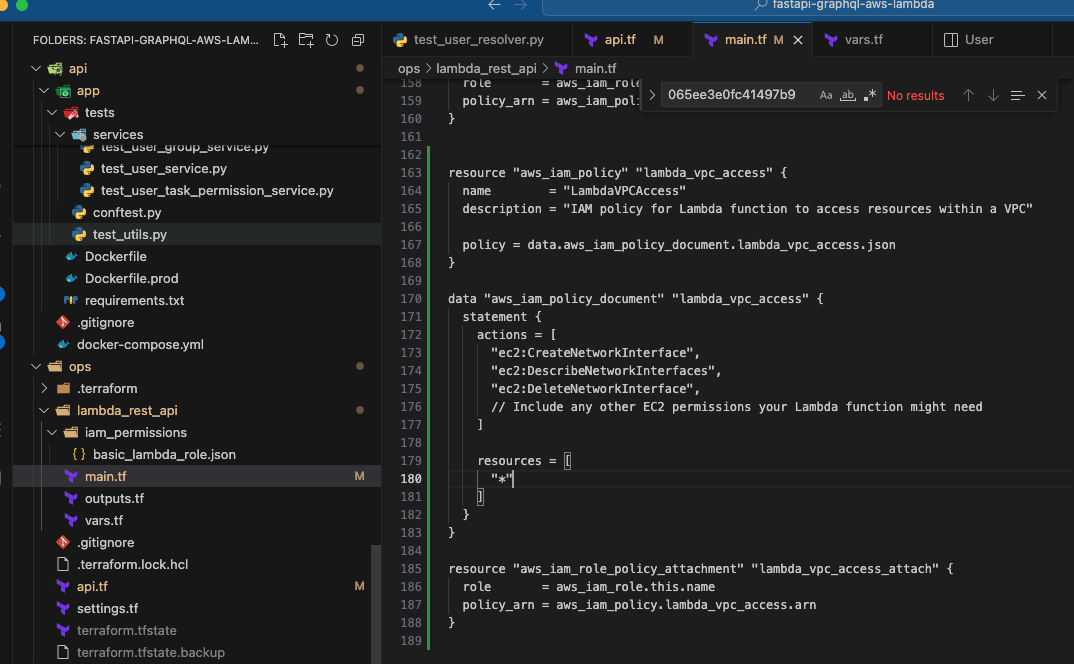 fastapi-graphql-aws-lambda
FOLDERS: FASTAPI-GRAPHQL-AWS-LAM...
api
app
tests
services
test_user_group_service.py
test_user_service.py
test_user_task_permission_service.py
conftest.py
test_utils.py
Dockerfile
Dockerfile.prod
requirements.txt
.gitignore
docker-compose.yml
ops
.terraform
lambda_rest_api
iam_permissions
basic_lambda_role.json
main.tf M
outputs.tf
vars.tf
.gitignore
.terraform.lock.hcl
api.tf M
settings.tf
terraform.tfstate
terraform.tfstate.backup
test_user_resolver.py api.tf M main.tf M vars.tf User
ops > lambda_rest_api > main.tf
065ee3e0fc41497b9 Aa ab .* No results
158 role = aws_iam_rol
159 policy_arn = aws_iam_pol
160 }
161
162
163 resource "aws_iam_policy" "lambda_vpc_access" {
164 name = "LambdaVPCAccess"
165 description = "IAM policy for Lambda function to access resources within a VPC"
166
167 policy = data.aws_iam_policy_document.lambda_vpc_access.json
168 }
169
170 data "aws_iam_policy_document" "lambda_vpc_access" {
171 statement {
172 actions = [
173 "ec2:CreateNetworkInterface",
174 "ec2:DescribeNetworkInterfaces",
175 "ec2:DeleteNetworkInterface",
176 // Include any other EC2 permissions your Lambda function might need
177 ]
178
179 resources = [
180 "*"
181 ]
182 }
183 }
184
185 resource "aws_iam_role_policy_attachment" "lambda_vpc_access_attach" {
186 role = aws_iam_role.this.name
187 policy_arn = aws_iam_policy.lambda_vpc_access.arn
188 }
189